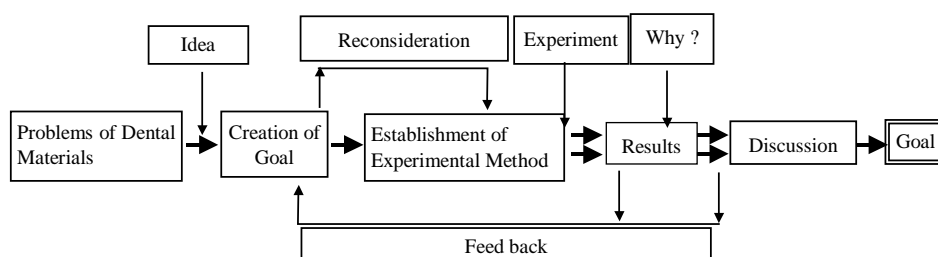 Idea
Reconsideration
Experiment
Why ?
Problems of Dental
Materials
Creation of
Goal
Establishment of
Experimental Method
Results
Discussion
Goal
Feed back